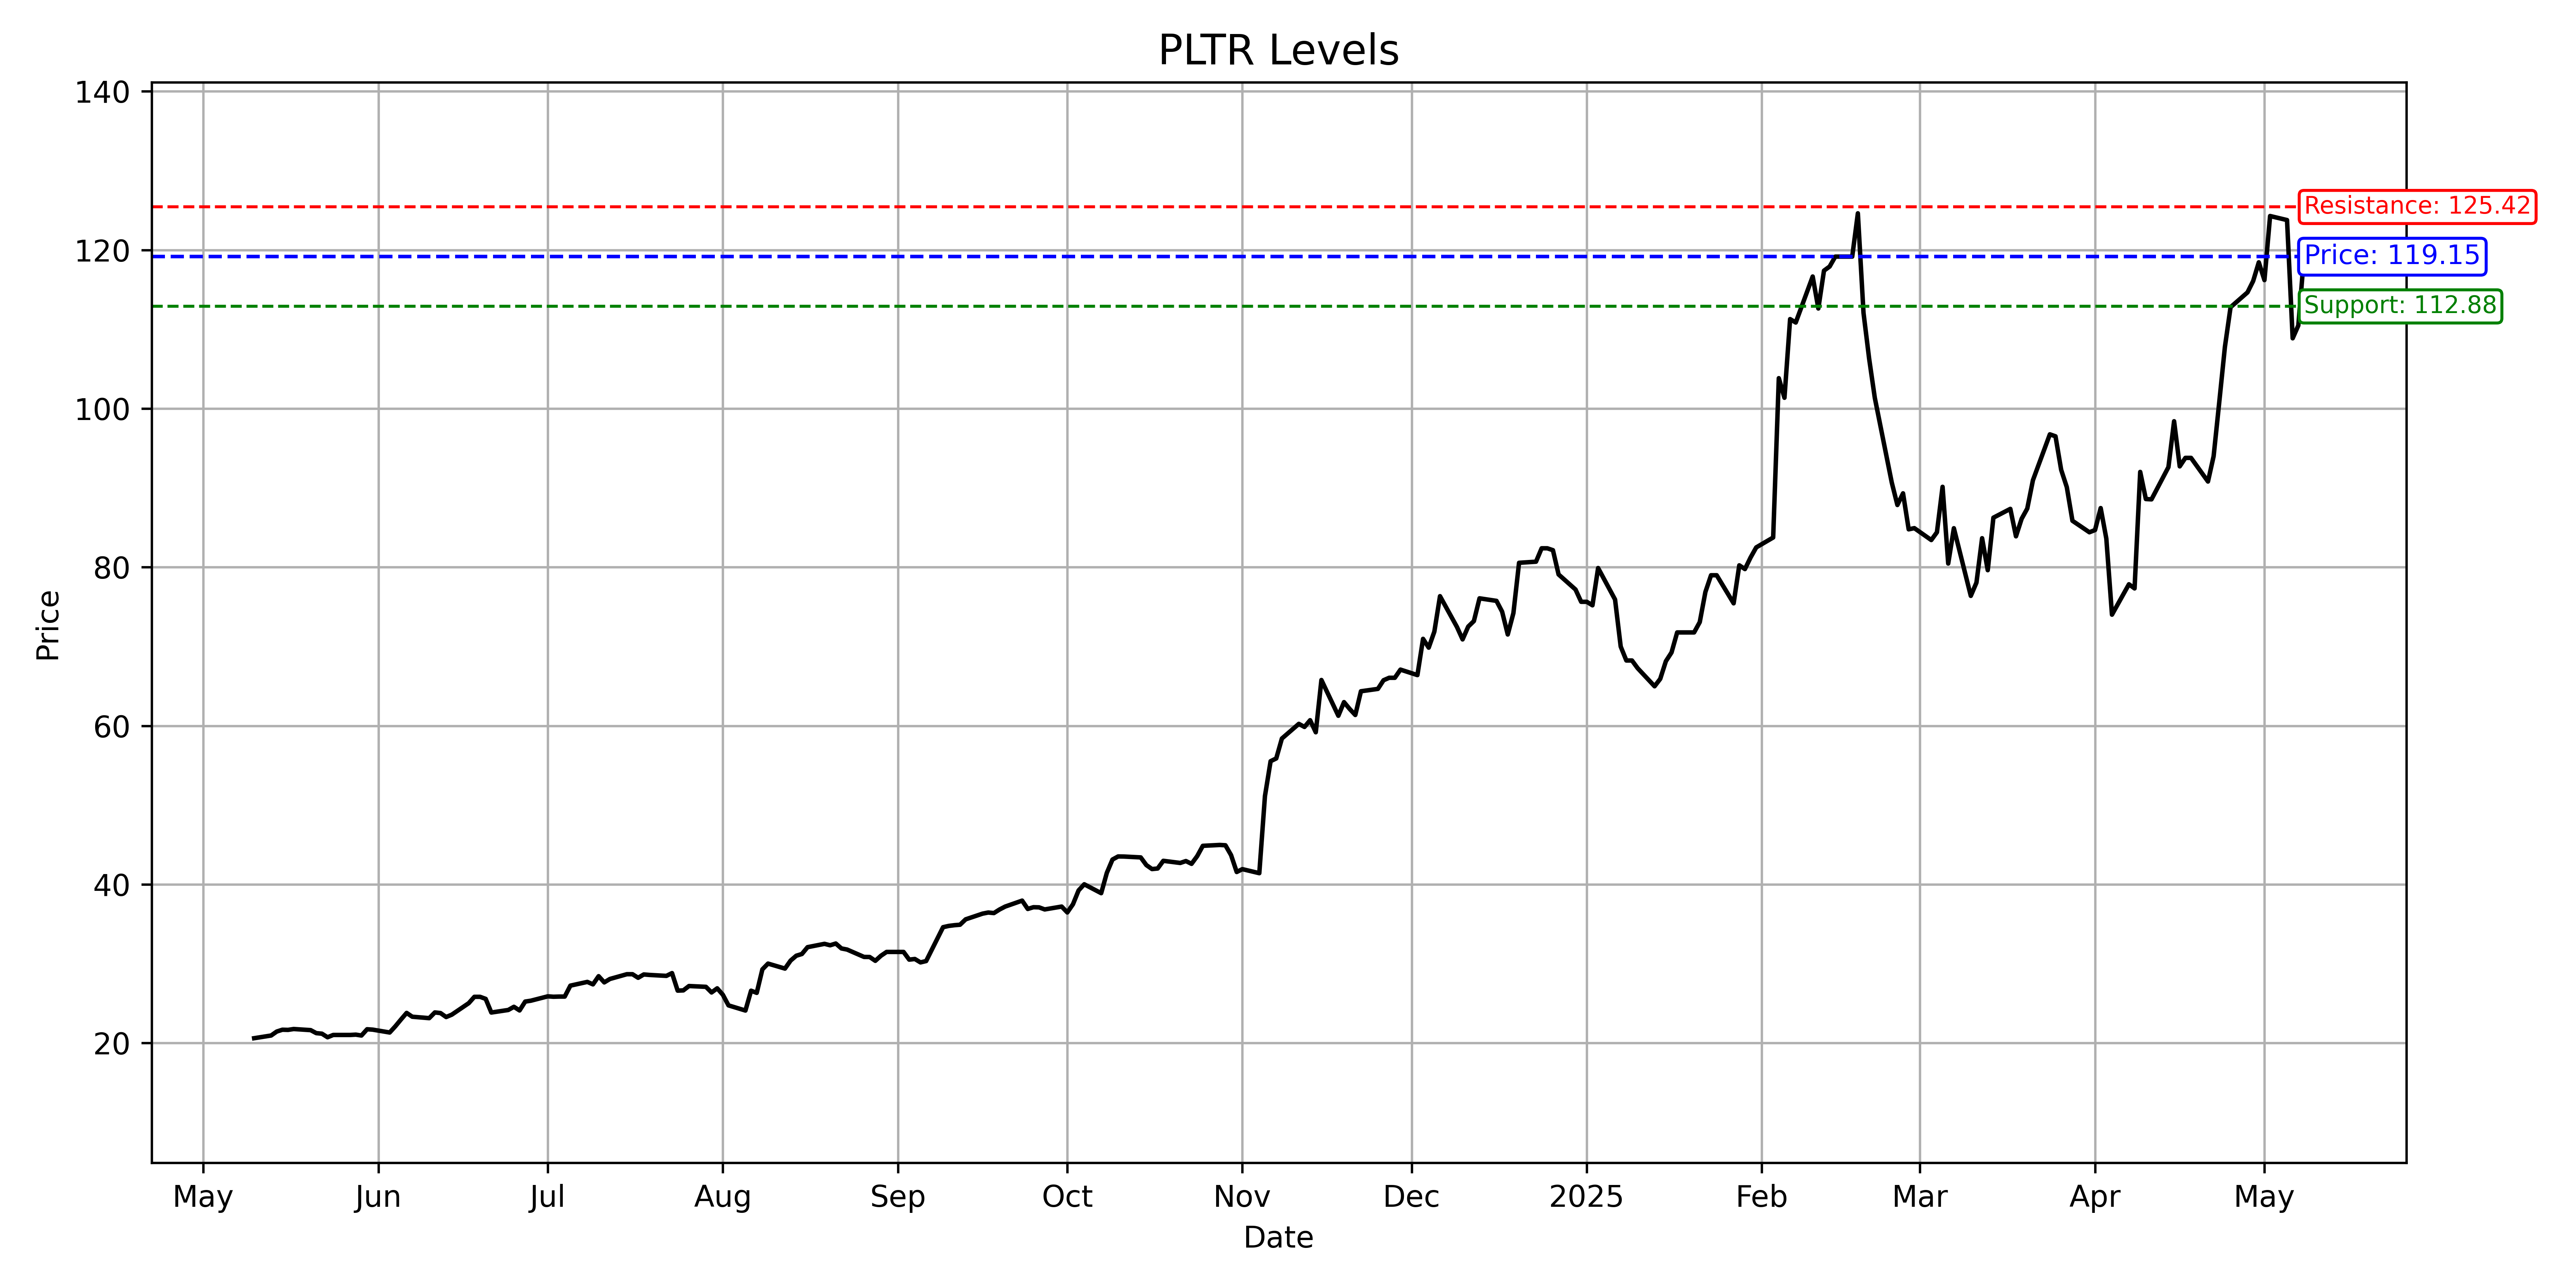 PLTR Levels
140
120
100
80
60
40
20
Price
Resistance: 125.42
Price: 119.15
Support: 112.88
May Jun Jul Aug Sep Oct Nov Dec 2025 Feb Mar Apr May
Date